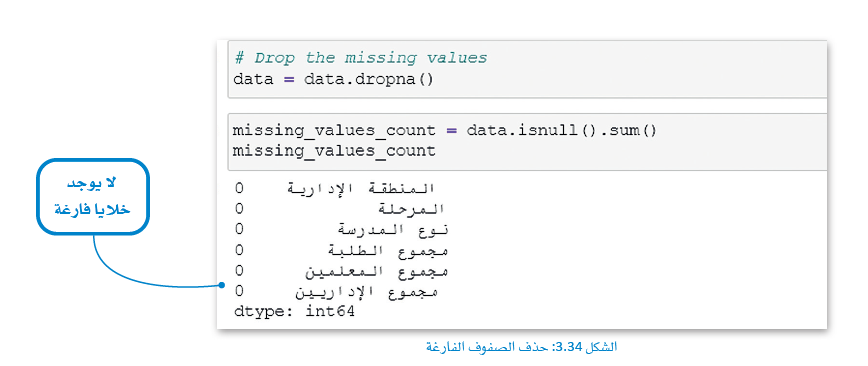 # Drop the missing values
data = data.dropna()
missing_values_count = data.isnull().sum()
missing_values_count
المنطقة الإدارية 0
المرحلة 0
نوع المدرسة 0
مجموع الطلبة 0
مجموع المعلمين 0
مجموع الإداريين 0
dtype: int64
لا يوجد
خلايا فارغة
الشكل 3.34: حذف الصفوف الفارغة